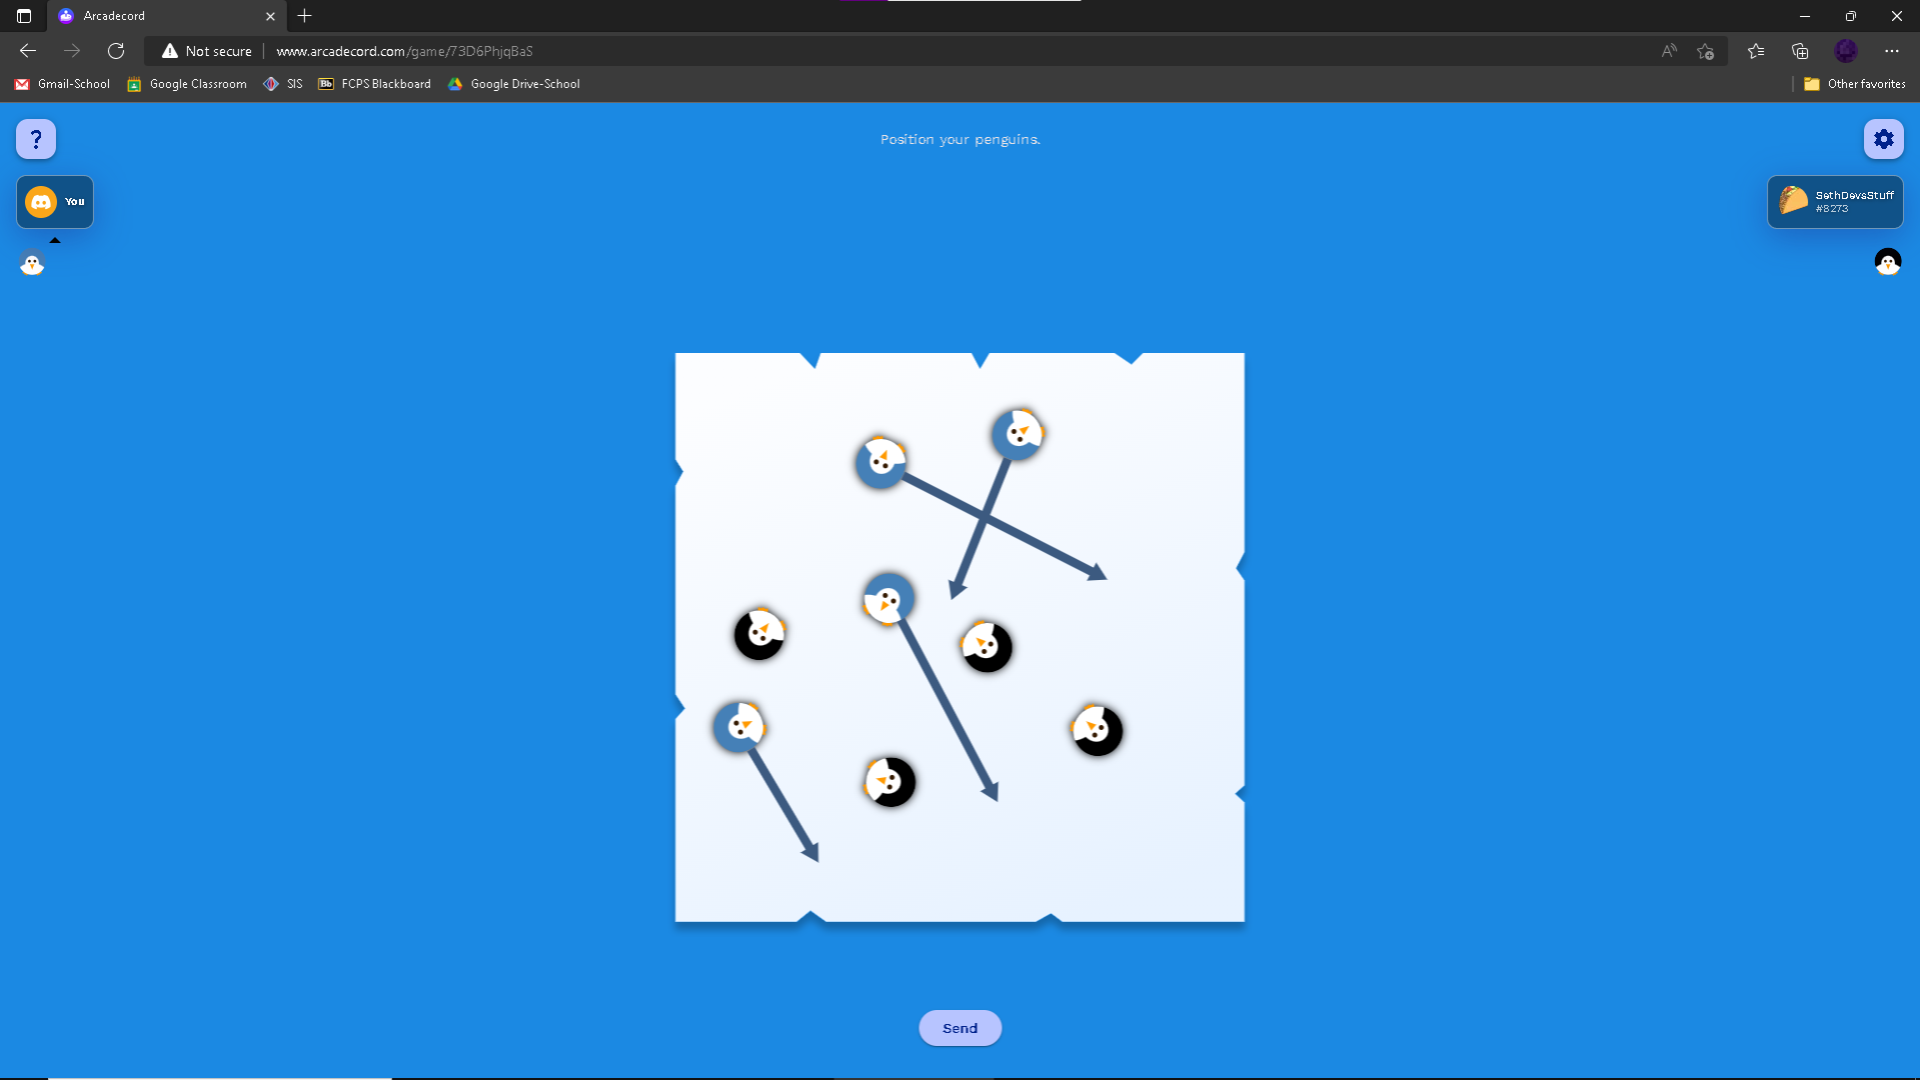 Arcadecord
Not secure
www.arcadecord.com/game/73D6PhjqBaS
Gmail-School
Google Classroom
SIS
Bb
FCPS Blackboard
Google Drive-School
Other favorites
?
Position your penguins.
You
SethDevsStuff
#8273
Send